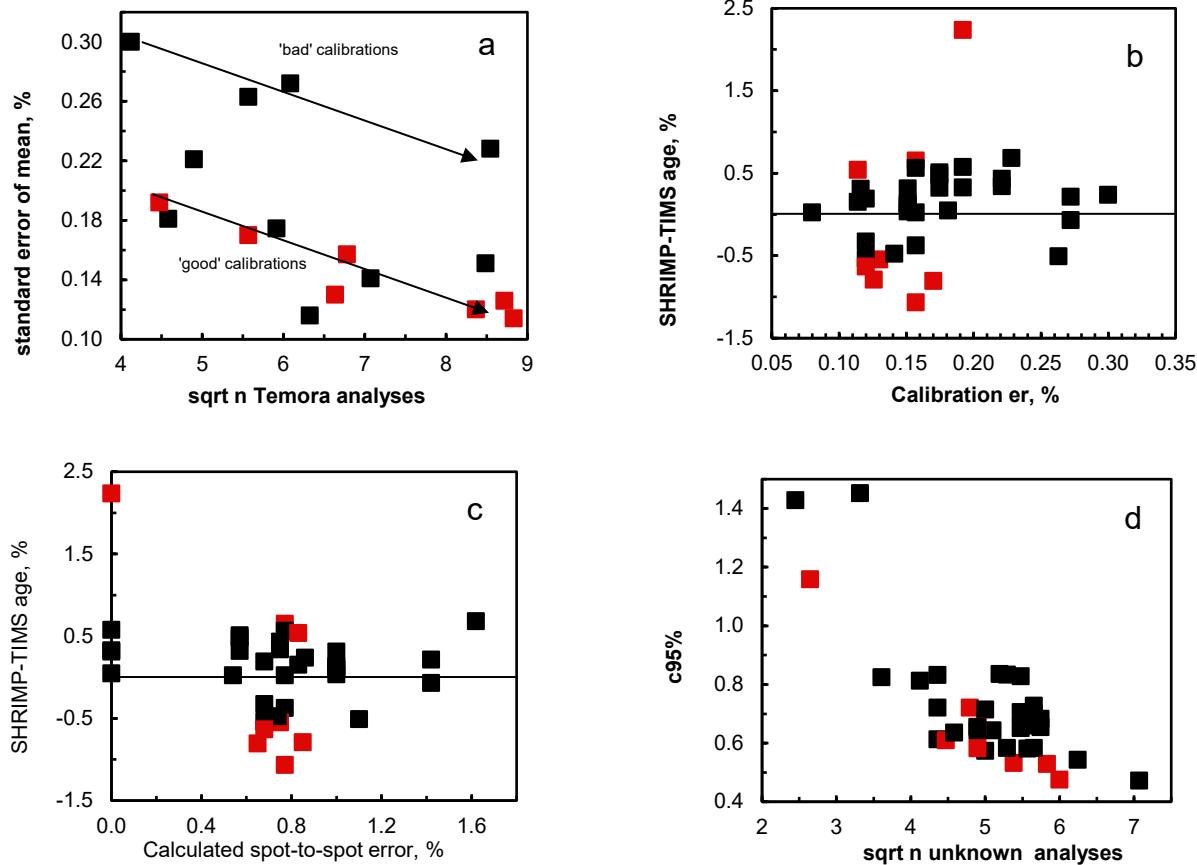 a
'bad' calibrations
'good' calibrations
0.30
0.26
0.22
0.18
0.14
0.10
4 5 6 7 8 9
standard error of mean, %
sqrt n Temora analyses
b
2.5
1.5
0.5
-0.5
-1.5
0.05 0.10 0.15 0.20 0.25 0.30 0.35
SHRIMP-TIMS age, %
Calibration er, %
c
2.5
1.5
0.5
-0.5
-1.5
0.0 0.4 0.8 1.2 1.6
SHRIMP-TIMS age, %
Calculated spot-to-spot error, %
d
1.4
1.2
1.0
0.8
0.6
0.4
2 3 4 5 6 7
c95%
sqrt n unknown analyses